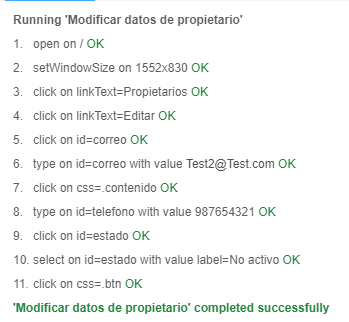 Running 'Modificar datos de propietario'
1. open on / OK
2. setWindowSize on 1552x830 OK
3. click on linkText=Propietarios OK
4. click on linkText=Editar OK
5. click on id=correo OK
6. type on id=correo with value Test2@Test.com OK
7. click on css=.contenido OK
8. type on id=telefono with value 987654321 OK
9. click on id=estado OK
10. select on id=estado with value label=No activo OK
11. click on css=.btn OK
'Modificar datos de propietario' completed successfully